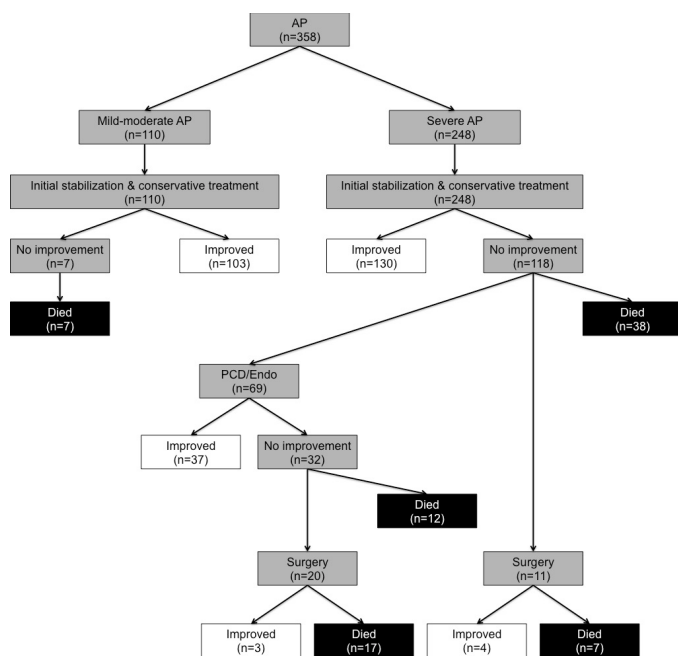 AP
(n=358)
Mild-moderate AP
(n=110)
Severe AP
(n=248)
Initial stabilization & conservative treatment
(n=110)
Initial stabilization & conservative treatment
(n=248)
No improvement
(n=7)
Improved
(n=103)
Improved
(n=130)
No improvement
(n=118)
Died
(n=7)
Died
(n=38)
PCD/Endo
(n=69)
Improved
(n=37)
No improvement
(n=32)
Died
(n=12)
Surgery
(n=20)
Surgery
(n=11)
Improved
(n=3)
Died
(n=17)
Improved
(n=4)
Died
(n=7)